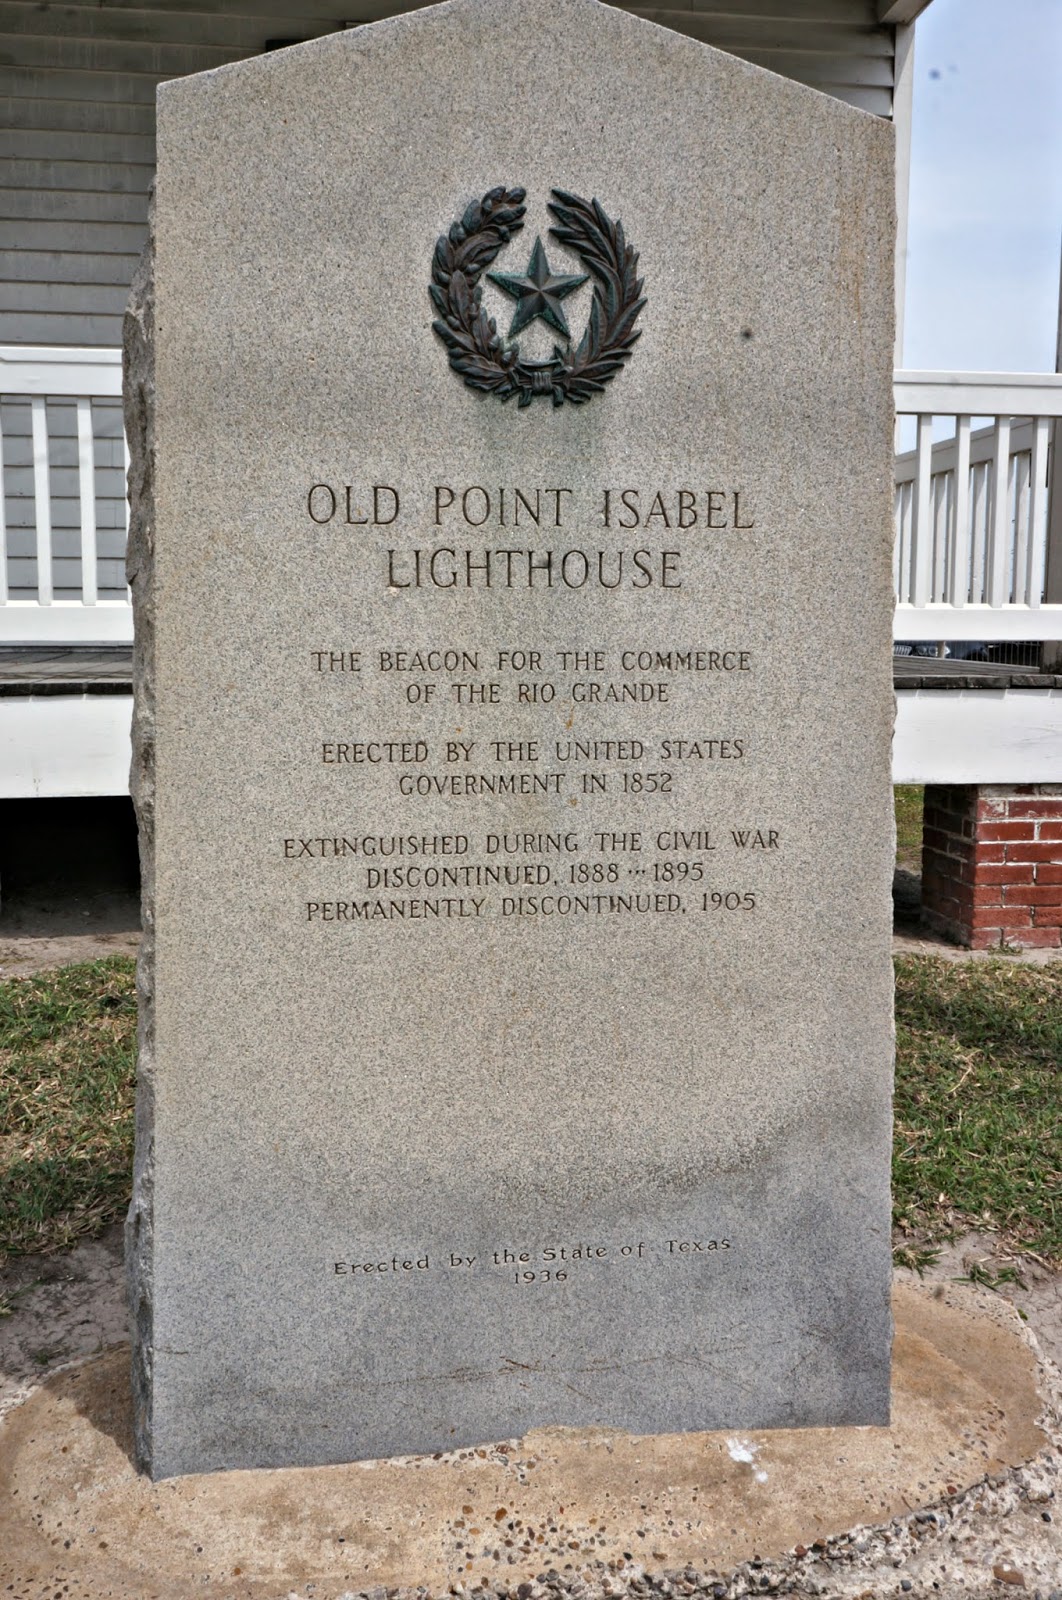 OLD POINT ISABEL
LIGHTHOUSE
THE BEACON FOR THE COMMERCE
OF THE RIO GRANDE
ERECTED BY THE UNITED STATES
GOVERNMENT IN 1852
EXTINGUISHED DURING THE CIVIL WAR
DISCONTINUED, 1888 ··· 1895
PERMANENTLY DISCONTINUED, 1905
Erected by the State of Texas
1936